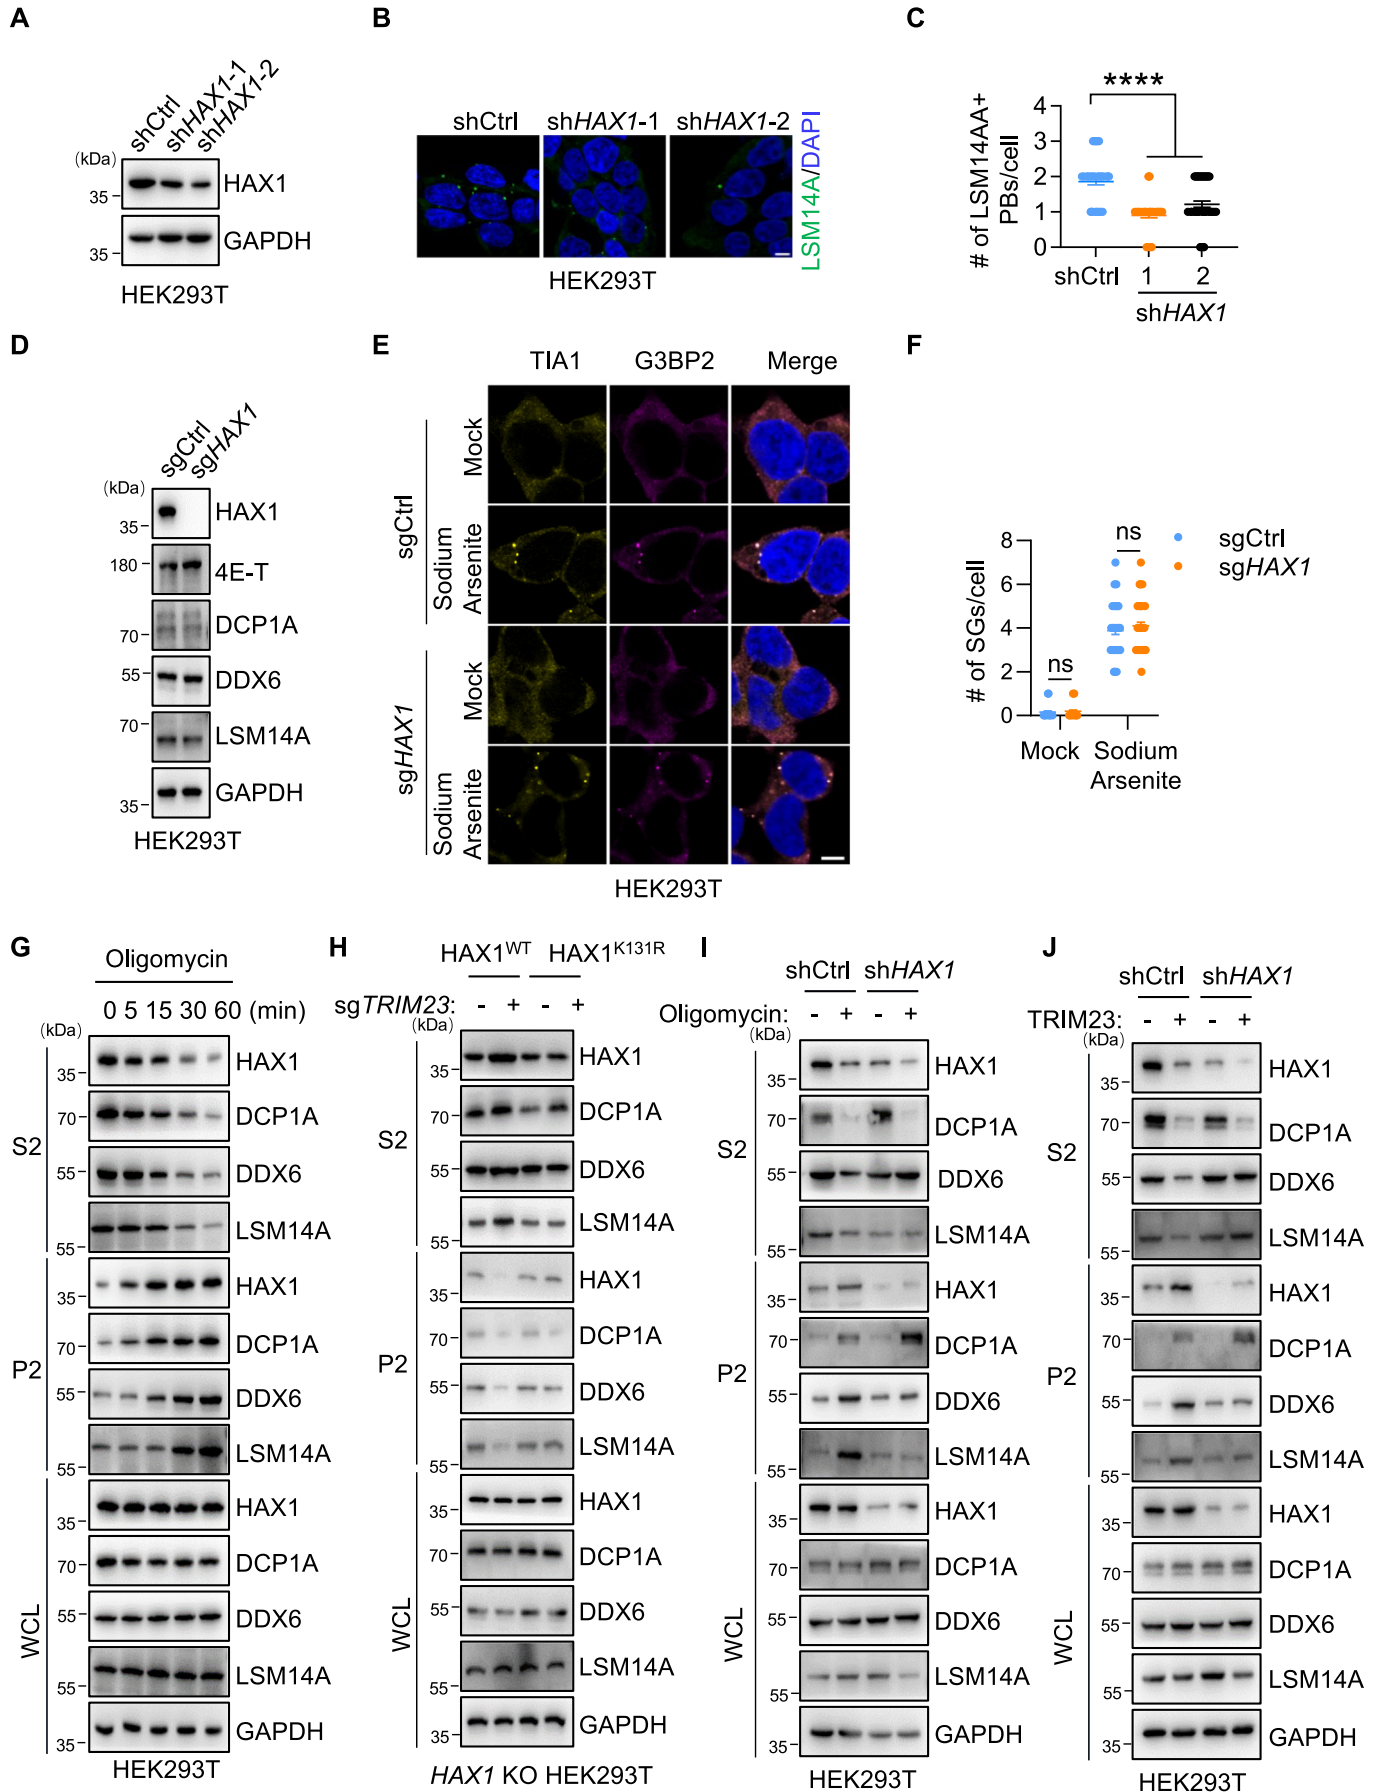 A
shCtrl
shHAX1-1
shHAX1-2
(kDa)
HAX1
35
GAPDH
35
HEK293T
B
shCtrl
shHAX1-1
shHAX1-2
LSM14A/DAPI
HEK293T
C
****
# of LSM14AA+
PBs/cell
4
3
2
1
0
shCtrl
1
2
shHAX1
D
sgCtrl
sgHAX1
(kDa)
HAX1
35
180
4E-T
DCP1A
70
55
DDX6
70
LSM14A
GAPDH
35
HEK293T
E
TIA1
G3BP2
Merge
sgCtrl
Mock
Sodium
Arsenite
sgHAX1
Mock
Sodium
Arsenite
HEK293T
F
sgCtrl
sgHAX1
# of SGs/cell
8
6
4
2
0
ns
ns
Mock
Sodium
Arsenite
G
Oligomycin
0 5 15 30 60 (min)
(kDa)
S2
HAX1
35
DCP1A
70
DDX6
55
LSM14A
55
P2
HAX1
35
DCP1A
70
DDX6
55
LSM14A
55
WCL
HAX1
35
DCP1A
70
DDX6
55
LSM14A
55
GAPDH
35
HEK293T
H
HAX1WT HAX1K131R
sgTRIM23: - + - +
(kDa)
S2
HAX1
35
DCP1A
70
DDX6
55
LSM14A
55
P2
HAX1
35
DCP1A
70
DDX6
55
LSM14A
55
WCL
HAX1
35
DCP1A
70
DDX6
55
LSM14A
55
GAPDH
35
HAX1 KO HEK293T
I
shCtrl shHAX1
Oligomycin: - + - +
(kDa)
S2
HAX1
35
DCP1A
70
DDX6
55
LSM14A
55
P2
HAX1
35
DCP1A
70
DDX6
55
LSM14A
55
WCL
HAX1
35
DCP1A
70
DDX6
55
LSM14A
55
GAPDH
35
HEK293T
J
shCtrl shHAX1
TRIM23: - + - +
(kDa)
S2
HAX1
35
DCP1A
70
DDX6
55
LSM14A
55
P2
HAX1
35
DCP1A
70
DDX6
55
LSM14A
55
WCL
HAX1
35
DCP1A
70
DDX6
55
LSM14A
55
GAPDH
35
HEK293T